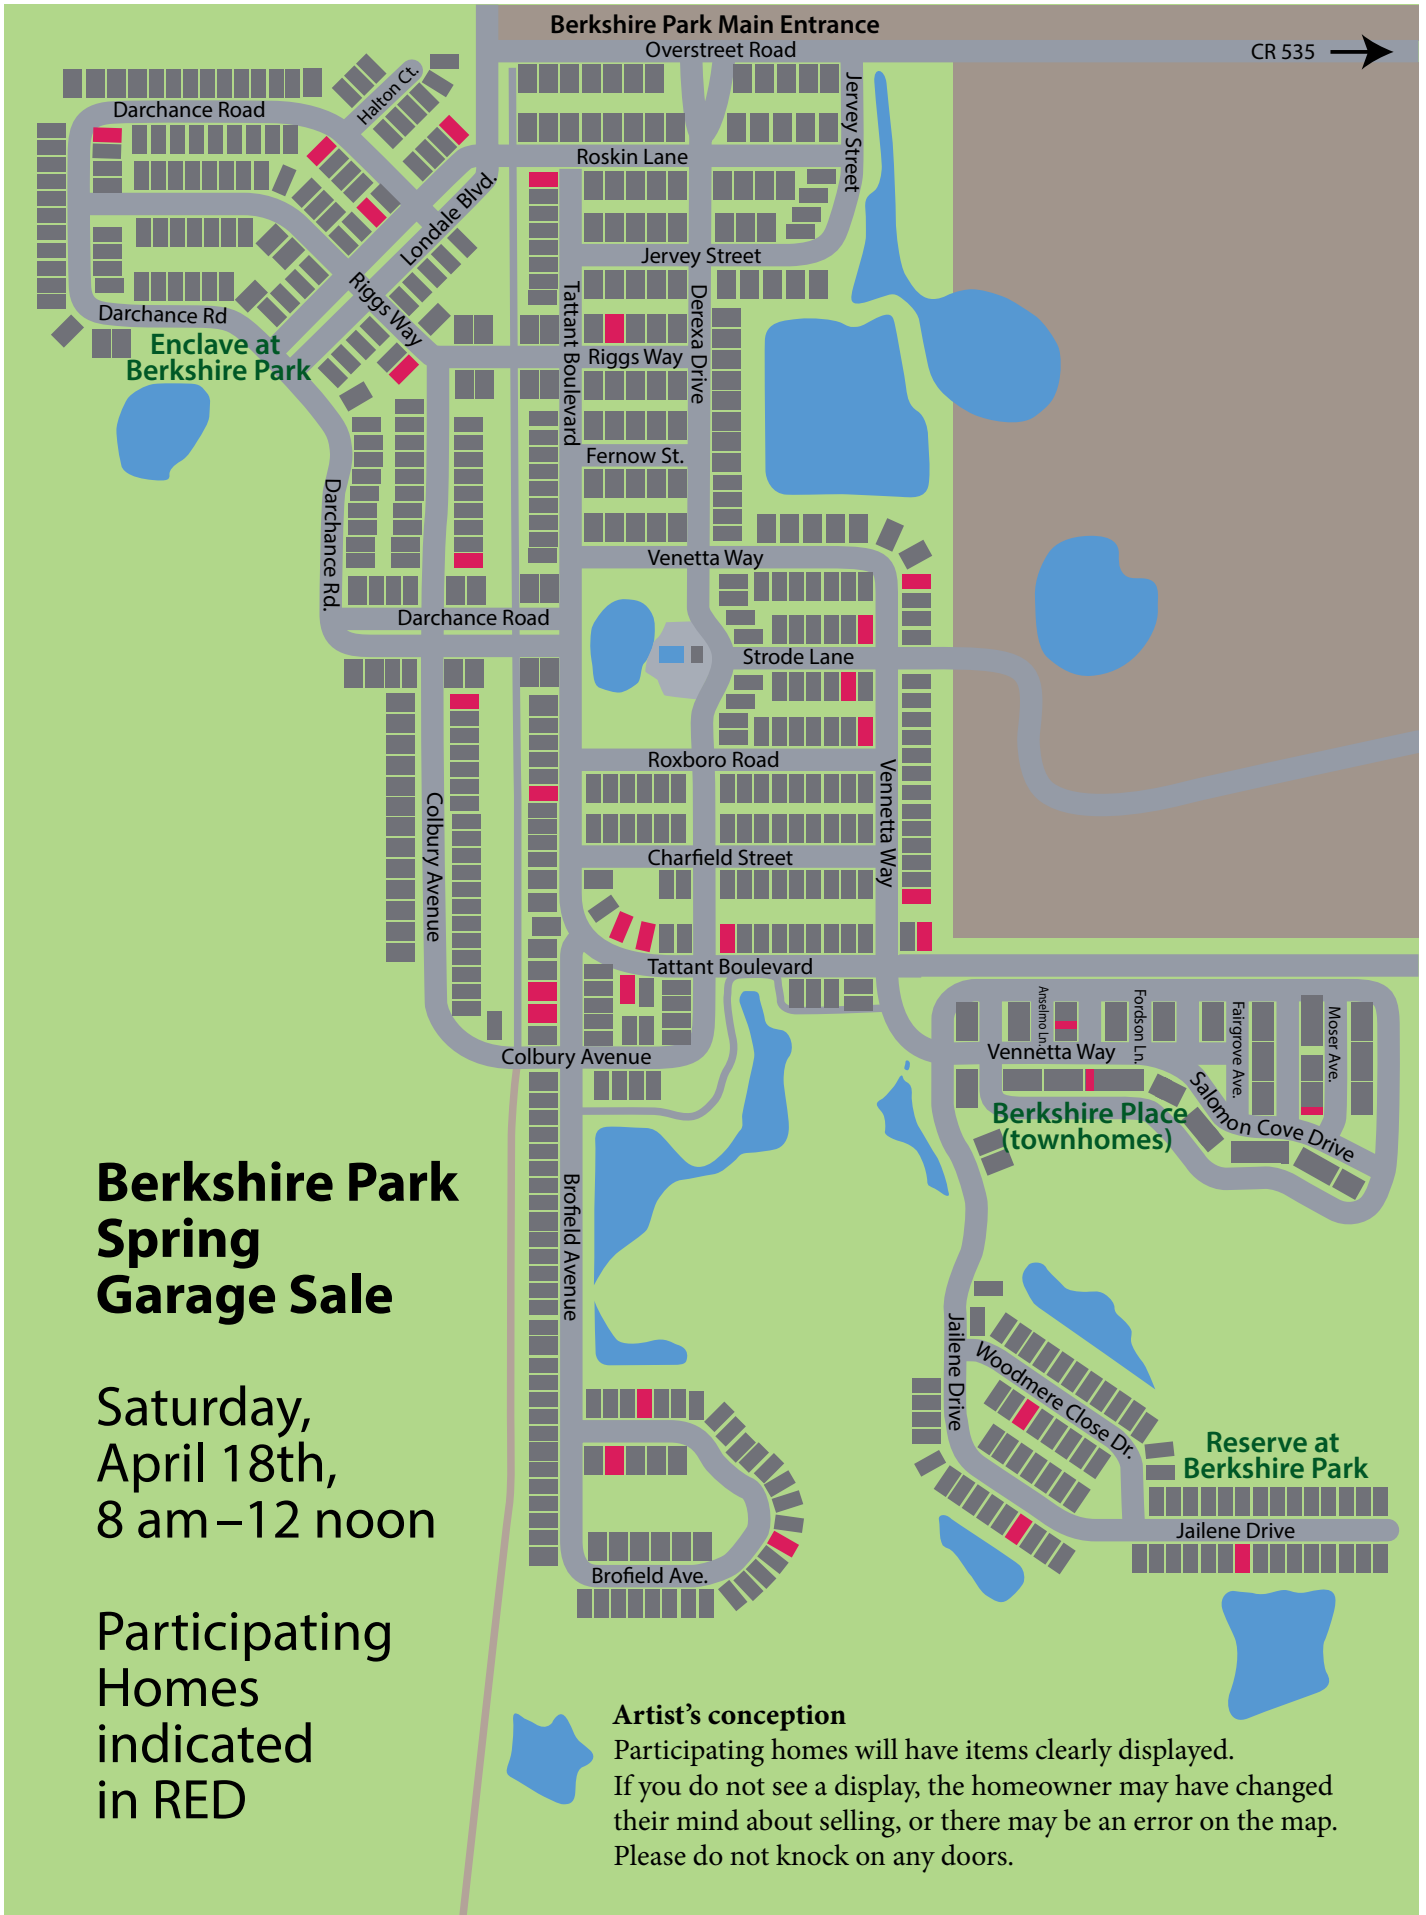 Berkshire Park Main Entrance
Overstreet Road
CR 535
Halton Ct.
Darchance Road
Jervey Street
Roskin Lane
Londale Blvd.
Jervey Street
Riggs Way
Tattant Boulevard
Derexa Drive
Darchance Rd
Enclave at
Berkshire Park
Riggs Way
Fernow St.
Darchance Rd.
Venetta Way
Darchance Road
Strode Lane
Roxboro Road
Vennetta Way
Colbury Avenue
Charfield Street
Tattant Boulevard
Anselmo Ln.
Fordson Ln.
Fairgrove Ave.
Moser Ave.
Colbury Avenue
Vennetta Way
Salomon Cove Drive
Berkshire Place
(townhomes)
Brofield Avenue
Berkshire Park
Spring
Garage Sale
Saturday,
April 18th,
8 am–12 noon
Participating
Homes
indicated
in RED
Jailene Drive
Woodmere Close Dr.
Reserve at
Berkshire Park
Jailene Drive
Brofield Ave.
Artist's conception
Participating homes will have items clearly displayed.
If you do not see a display, the homeowner may have changed
their mind about selling, or there may be an error on the map.
Please do not knock on any doors.